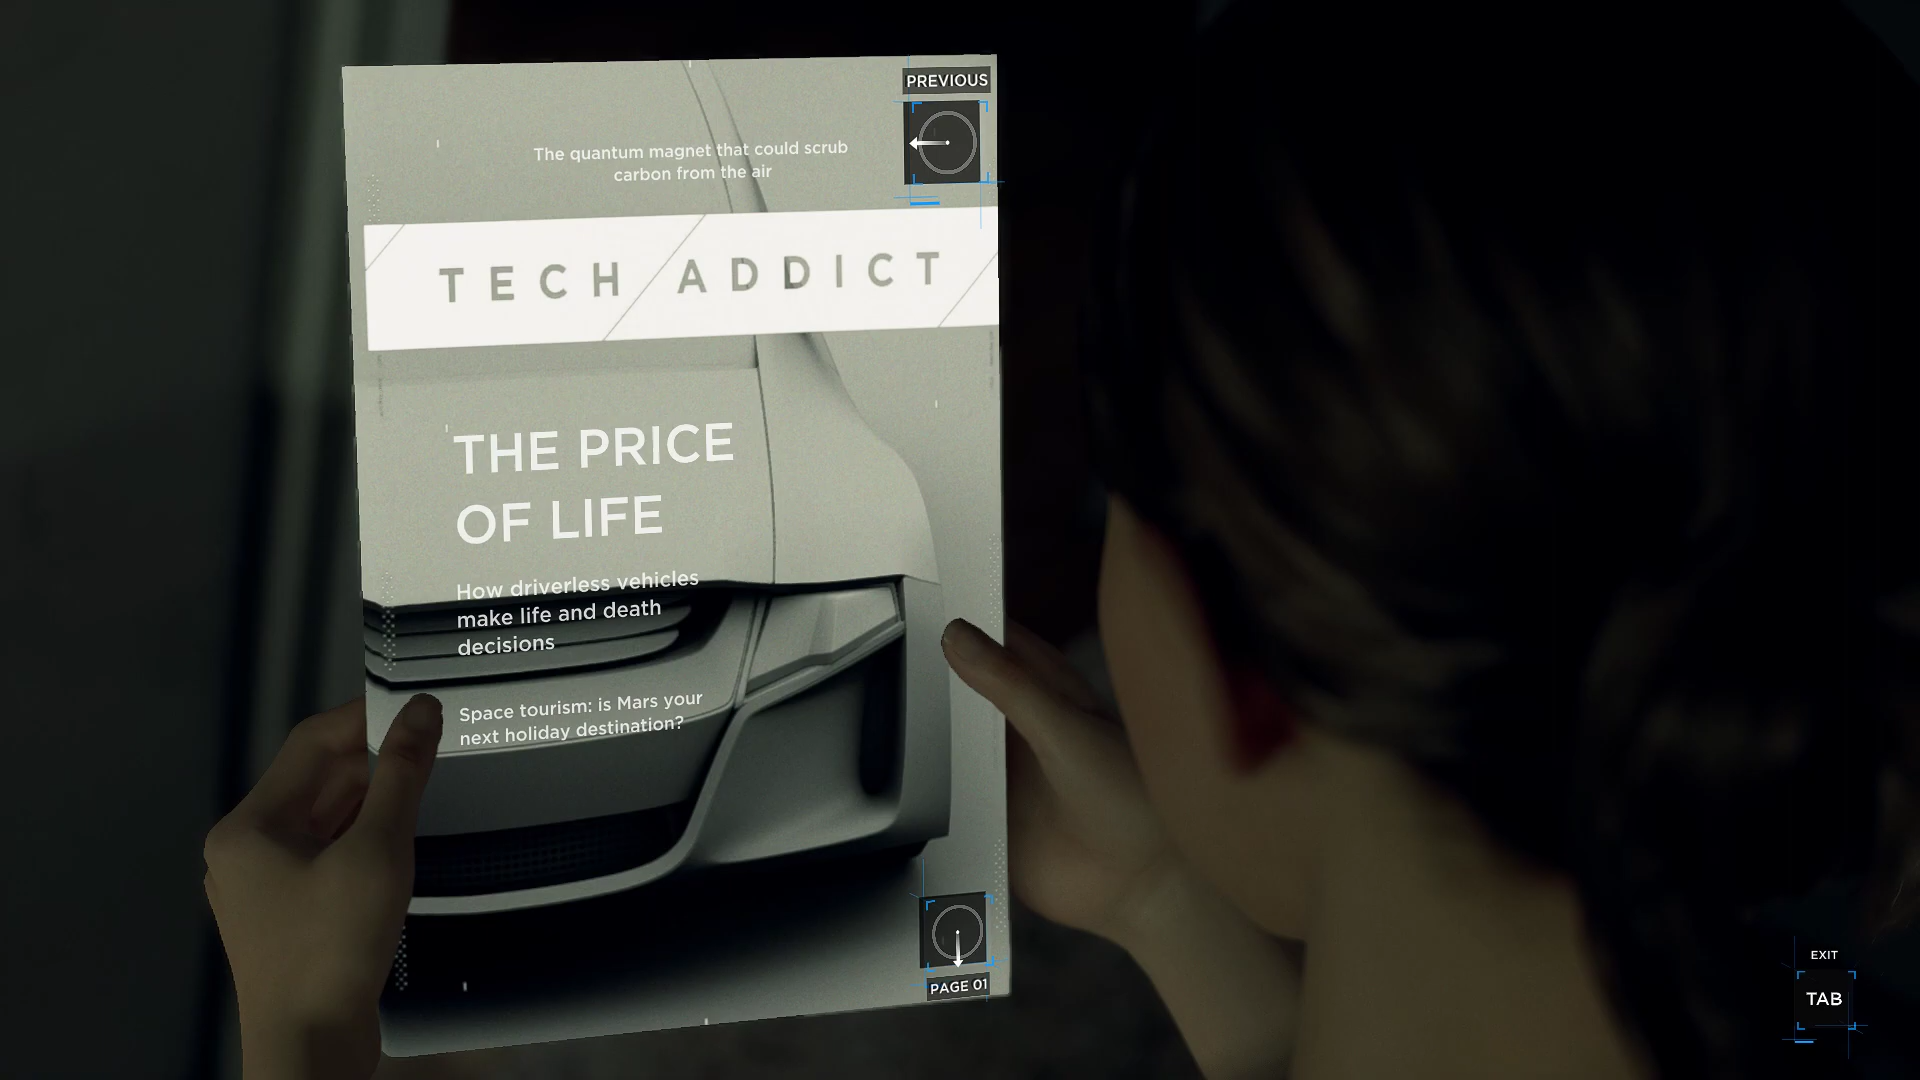 PREVIOUS
The quantum magnet that could scrub
carbon from the air
TECH ADDICT
THE PRICE
OF LIFE
How driverless vehicles
make life and death
decisions
Space tourism: is Mars your
next holiday destination?
PAGE 01
EXIT
TAB